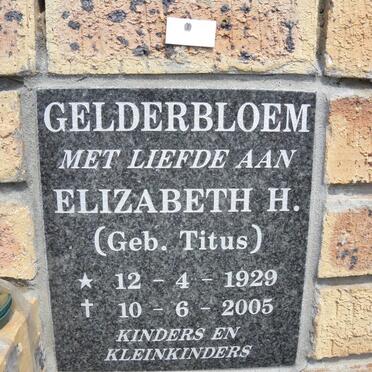 GELDERBLOEM
MET LIEFDE AAN
ELIZABETH H.
(Geb. Titus)
★ 12 - 4 - 1929
† 10 - 6 - 2005
KINDERS EN
KLEINKINDERS